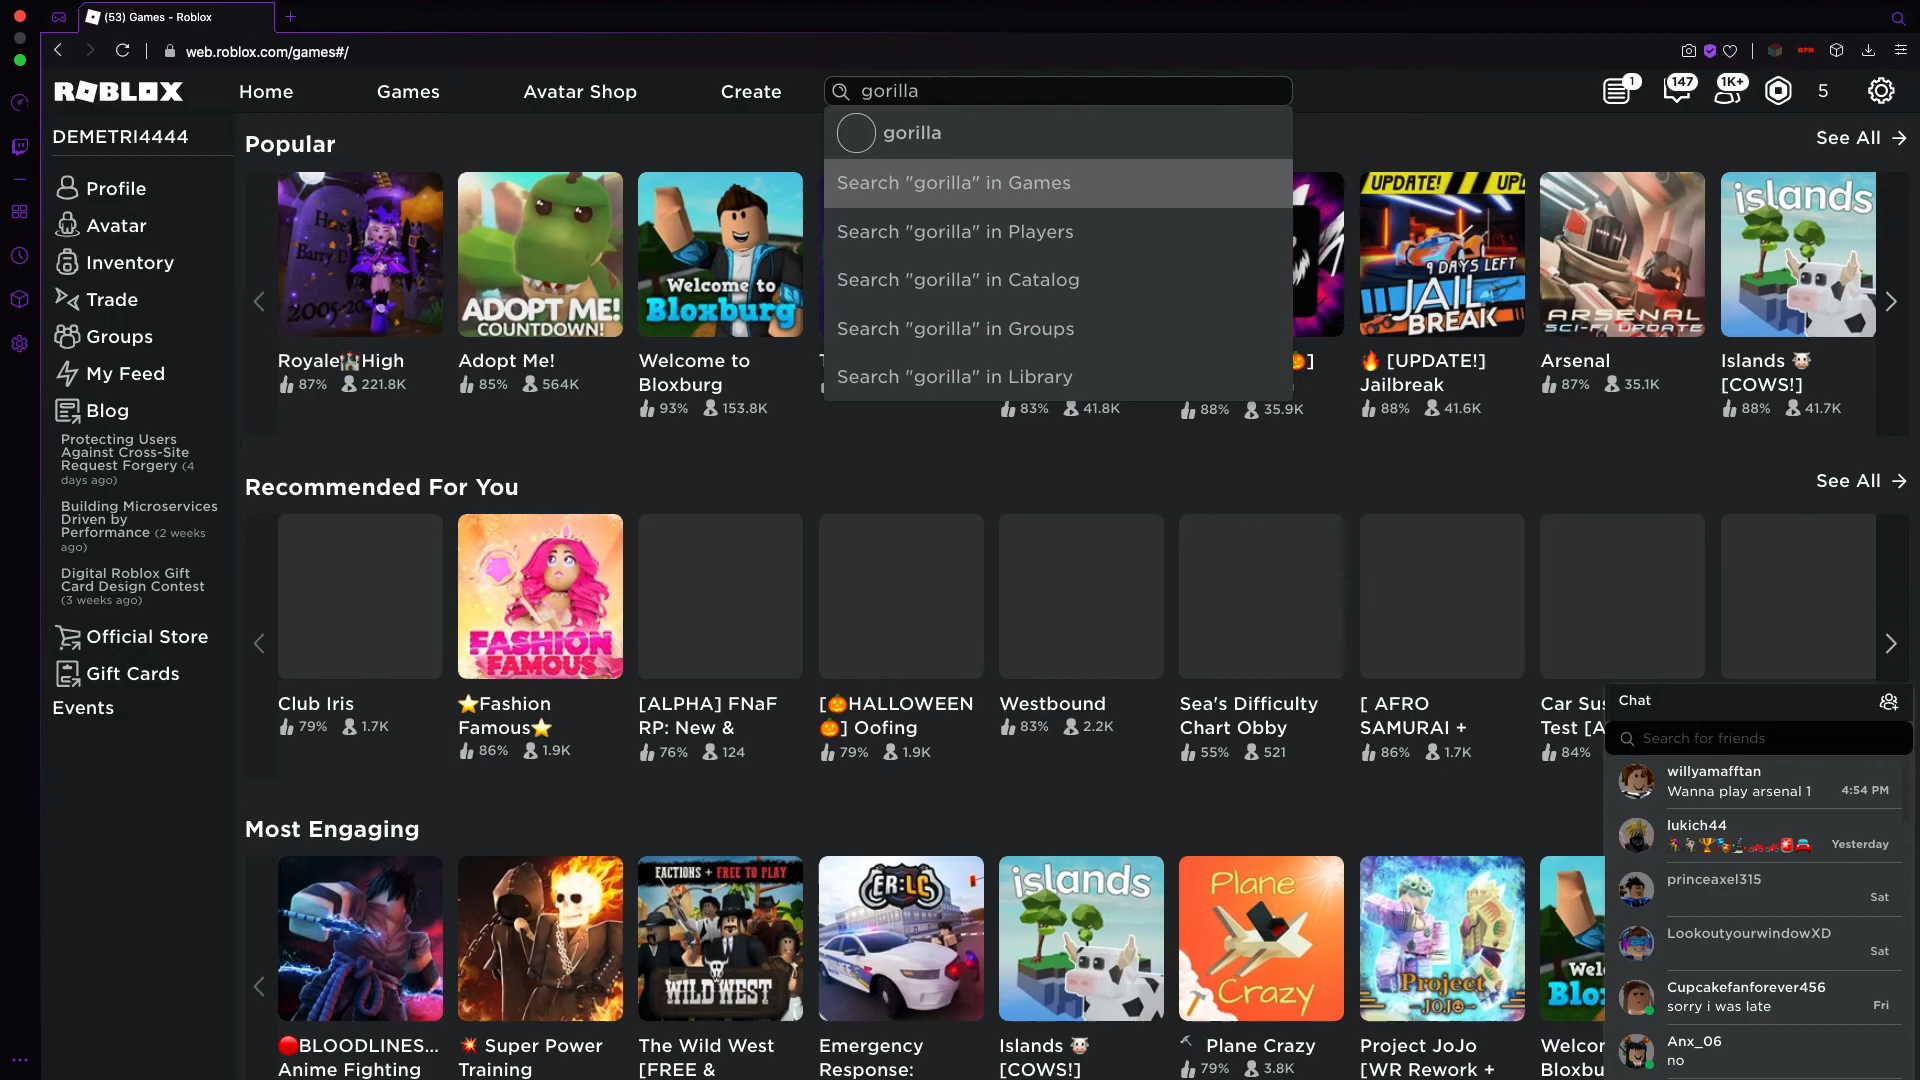 (53) Games - Roblox
web.roblox.com/games#/
ROBLOX
Home
Games
Avatar Shop
Create
gorilla
1
147
1K+
5
gorilla
Search "gorilla" in Games
Search "gorilla" in Players
Search "gorilla" in Catalog
Search "gorilla" in Groups
Search "gorilla" in Library
DEMETRI4444
Profile
Avatar
Inventory
Trade
Groups
My Feed
Blog
Protecting Users
Against Cross-Site
Request Forgery (4
days ago)
Building Microservices
Driven by
Performance (2 weeks
ago)
Digital Roblox Gift
Card Design Contest
(3 weeks ago)
Official Store
Gift Cards
Events
Popular
See All
ADOPT ME!
COUNTDOWN!
Welcome to
Bloxburg
UPDATE!
9 DAYS LEFT
JAIL
BREAK
ARSENAL
SCI-FI UPDATE
islands
Royale🏰High
87% 221.8K
Adopt Me!
85% 564K
Welcome to
Bloxburg
93% 153.8K
83% 41.8K
🎃]
88% 35.9K
🔥 [UPDATE!]
Jailbreak
88% 41.6K
Arsenal
87% 35.1K
Islands 🐮
[COWS!]
88% 41.7K
Recommended For You
See All
FASHION
FAMOUS
Club Iris
79% 1.7K
⭐Fashion
Famous⭐
86% 1.9K
[ALPHA] FNaF
RP: New &
76% 124
[🎃HALLOWEEN
🎃] Oofing
79% 1.9K
Westbound
83% 2.2K
Sea's Difficulty
Chart Obby
55% 521
[ AFRO
SAMURAI +
86% 1.7K
Car Sus
Test [A
84%
Most Engaging
FACTIONS + FREE TO PLAY
WILD WEST
ER:LC
islands
Plane
Crazy
Project
JOJO
Wel
Blo
🔴BLOODLINES...
Anime Fighting
💥 Super Power
Training
The Wild West
[FREE &
Emergency
Response:
Islands 🐮
[COWS!]
Plane Crazy
79% 3.8K
Project JoJo
[WR Rework +
Welcom
Bloxbu
Chat
Search for friends
willyamafftan
Wanna play arsenal 1
4:54 PM
lukich44
Yesterday
princeaxel315
Sat
LookoutyourwindowXD
Sat
Cupcakefanforever456
sorry i was late
Fri
Anx_06
no